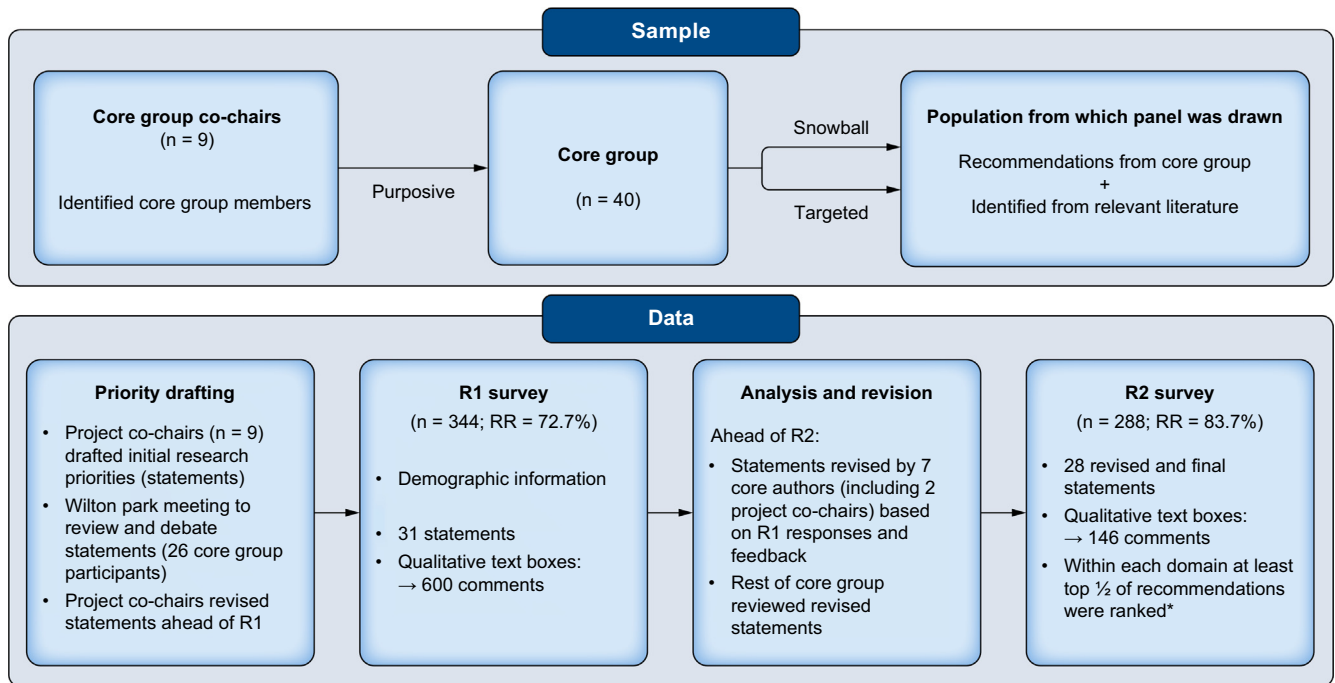 Sample
Core group co-chairs
(n = 9)
Identified core group members
Purposive
Core group
(n = 40)
Snowball
Targeted
Population from which panel was drawn
Recommendations from core group
+
Identified from relevant literature
Data
Priority drafting
• Project co-chairs (n = 9)
drafted initial research
priorities (statements)
• Wilton park meeting to
review and debate
statements (26 core group
participants)
• Project co-chairs revised
statements ahead of R1
R1 survey
(n = 344; RR = 72.7%)
• Demographic information
• 31 statements
• Qualitative text boxes:
→ 600 comments
Analysis and revision
Ahead of R2:
• Statements revised by 7
core authors (including 2
project co-chairs) based
on R1 responses and
feedback
• Rest of core group
reviewed revised
statements
R2 survey
(n = 288; RR = 83.7%)
• 28 revised and final
statements
• Qualitative text boxes:
→ 146 comments
• Within each domain at least
top ½ of recommendations
were ranked*